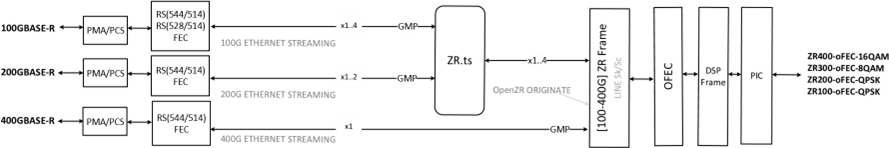 100GBASE-R
PMA/PCS
RS(544/514)
RS(528/514)
FEC
x1..4
GMP
100G ETHERNET STREAMING
200GBASE-R
PMA/PCS
RS(544/514)
FEC
x1..2
GMP
200G ETHERNET STREAMING
400GBASE-R
PMA/PCS
RS(544/514)
FEC
x1
GMP
400G ETHERNET STREAMING
ZR.ts
x1..4
OpenZR ORIGINATE
[100-400G] ZR Frame
LINE Sk/Sc
OFEC
DSP
Frame
PIC
ZR400-oFEC-16QAM
ZR300-oFEC-8QAM
ZR200-oFEC-QPSK
ZR100-oFEC-QPSK